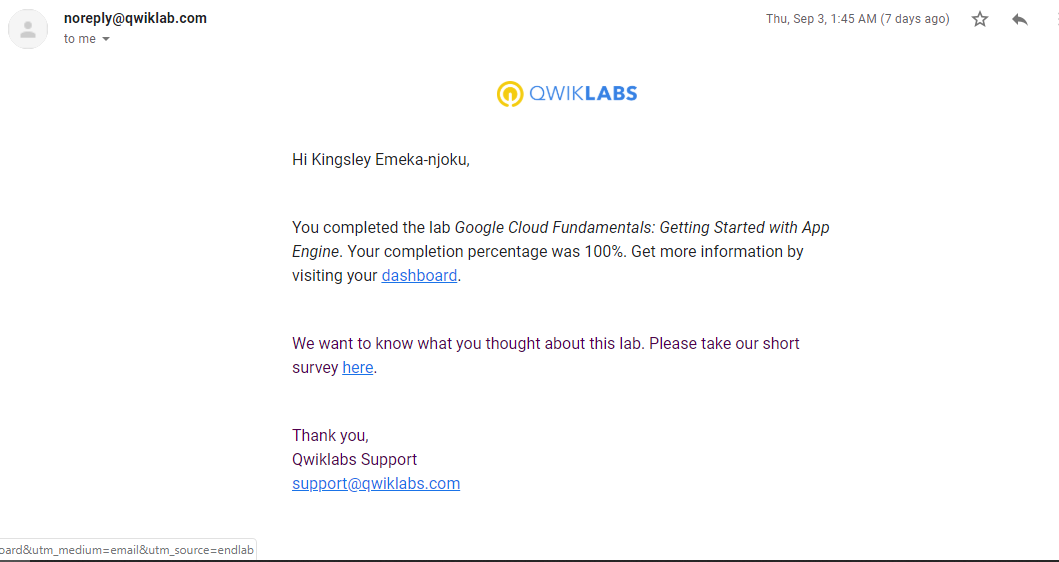 noreply@qwiklab.com
Thu, Sep 3, 1:45 AM (7 days ago)
to me
QWIKLABS
Hi Kingsley Emeka-njoku,
You completed the lab Google Cloud Fundamentals: Getting Started with App
Engine. Your completion percentage was 100%. Get more information by
visiting your dashboard.
We want to know what you thought about this lab. Please take our short
survey here.
Thank you,
Qwiklabs Support
support@qwiklabs.com
oard&utm_medium=email&utm_source=endlab